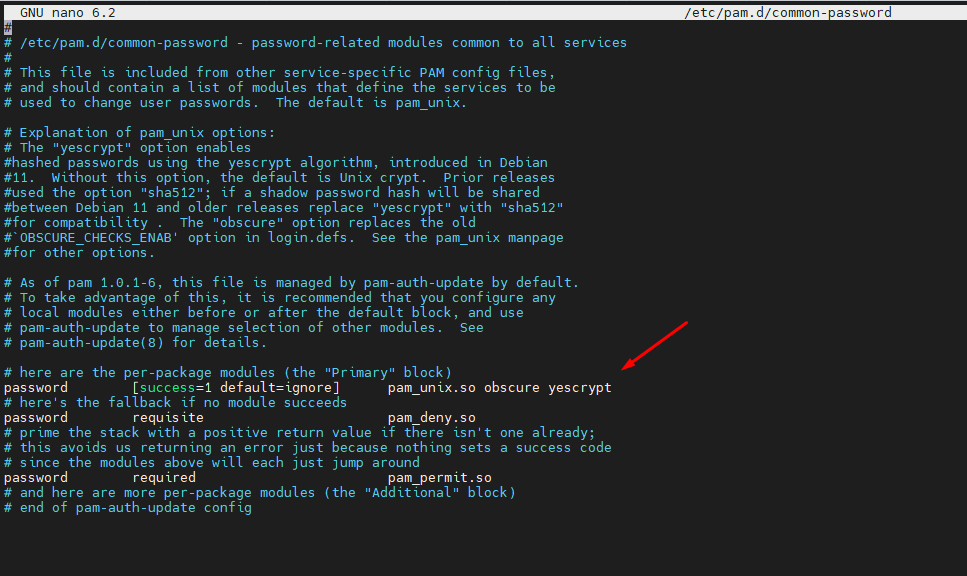 GNU nano 6.2 /etc/pam.d/common-password
#
# /etc/pam.d/common-password - password-related modules common to all services
#
# This file is included from other service-specific PAM config files,
# and should contain a list of modules that define the services to be
# used to change user passwords.  The default is pam_unix.

# Explanation of pam_unix options:
# The "yescrypt" option enables
#hashed passwords using the yescrypt algorithm, introduced in Debian
#11.  Without this option, the default is Unix crypt.  Prior releases
#used the option "sha512"; if a shadow password hash will be shared
#between Debian 11 and older releases replace "yescrypt" with "sha512"
#for compatibility .  The "obscure" option replaces the old
#`OBSCURE_CHECKS_ENAB' option in login.defs.  See the pam_unix manpage
#for other options.

# As of pam 1.0.1-6, this file is managed by pam-auth-update by default.
# To take advantage of this, it is recommended that you configure any
# local modules either before or after the default block, and use
# pam-auth-update to manage selection of other modules.  See
# pam-auth-update(8) for details.

# here are the per-package modules (the "Primary" block)
password        [success=1 default=ignore]      pam_unix.so obscure yescrypt
# here's the fallback if no module succeeds
password        requisite                       pam_deny.so
# prime the stack with a positive return value if there isn't one already;
# this avoids us returning an error just because nothing sets a success code
# since the modules above will each just jump around
password        required                        pam_permit.so
# and here are more per-package modules (the "Additional" block)
# end of pam-auth-update config